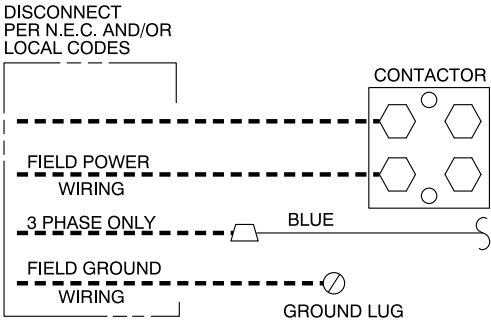 DISCONNECT
PER N.E.C. AND/OR
LOCAL CODES
CONTACTOR
FIELD POWER
WIRING
3 PHASE ONLY
BLUE
FIELD GROUND
WIRING
GROUND LUG